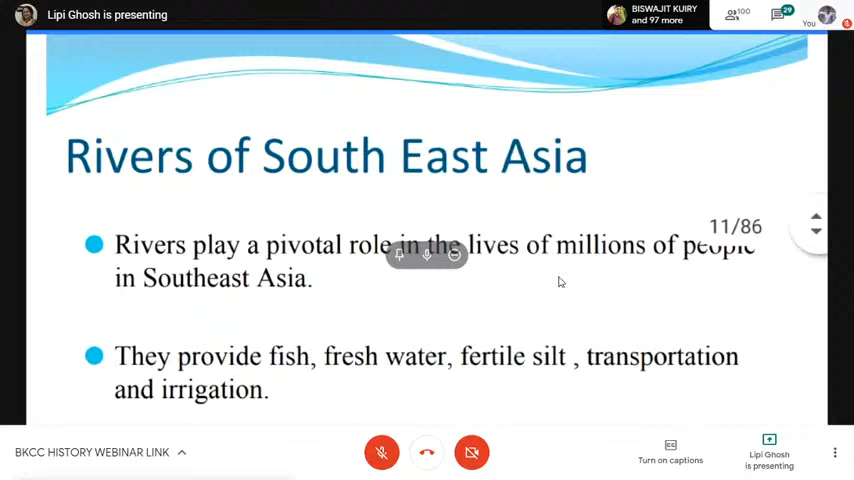 Lipi Ghosh is presenting
BISWAJIT KUIRY
and 97 more
100
29
You
Rivers of South East Asia
11/86
Rivers play a pivotal role in the lives of millions of people
in Southeast Asia.
They provide fish, fresh water, fertile silt , transportation
and irrigation.
BKCC HISTORY WEBINAR LINK
Turn on captions
Lipi Ghosh
is presenting